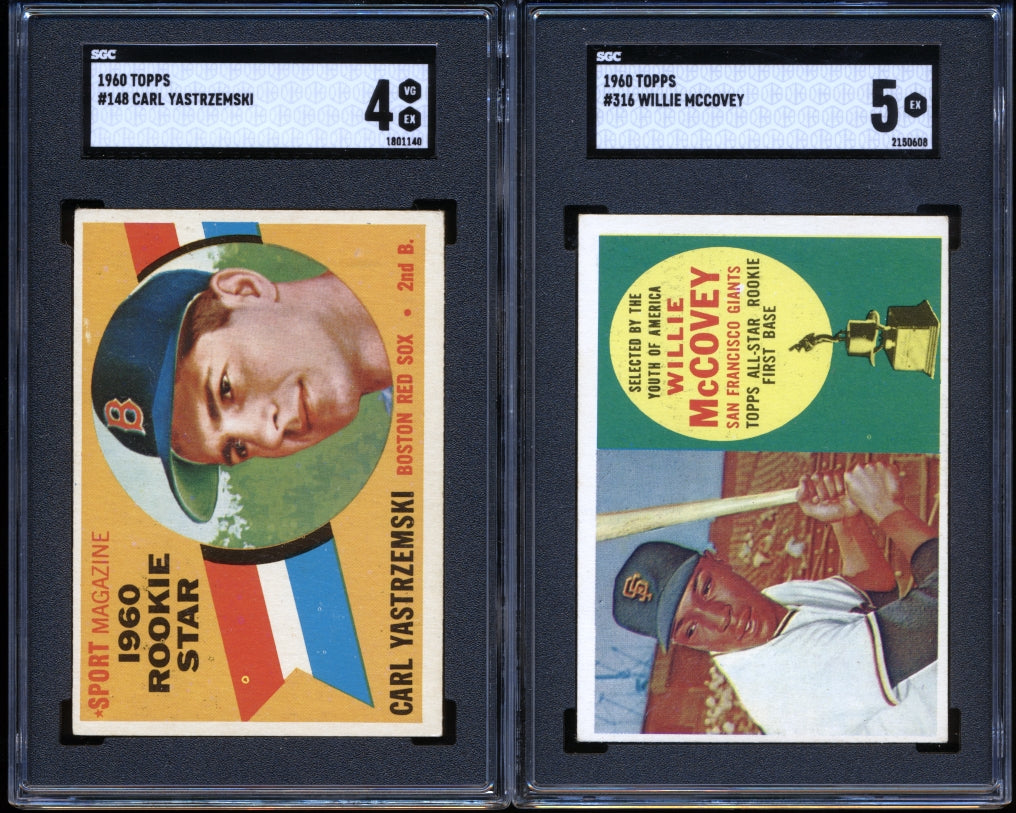 SGC
1960 TOPPS
#148 CARL YASTRZEMSKI
4
VG
EX
1801140
★SPORT MAGAZINE
1960
ROOKIE
STAR
B
CARL YASTRZEMSKI BOSTON RED SOX • 2nd B.
SGC
1960 TOPPS
#316 WILLIE MCCOVEY
5
EX
2150608
SELECTED BY THE
YOUTH OF AMERICA
WILLIE
McCOVEY
SAN FRANCISCO GIANTS
TOPPS ALL-STAR ROOKIE
FIRST BASE
SF